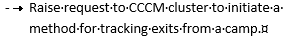 - → Raise·request·to·CCCM·cluster·to·initiate·a·
method·for·tracking·exits·from·a·camp.¤